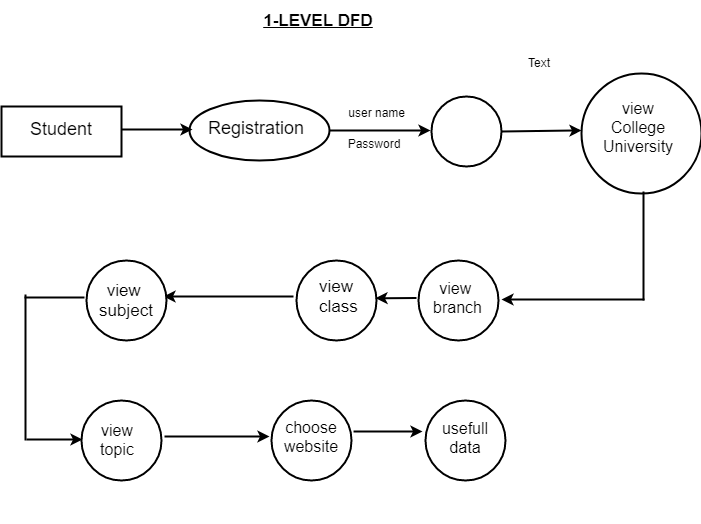 1-LEVEL DFD
Text
Student
Registration
user name
Password
view
College
University
view
subject
view
class
view
branch
view
topic
choose
website
usefull
data